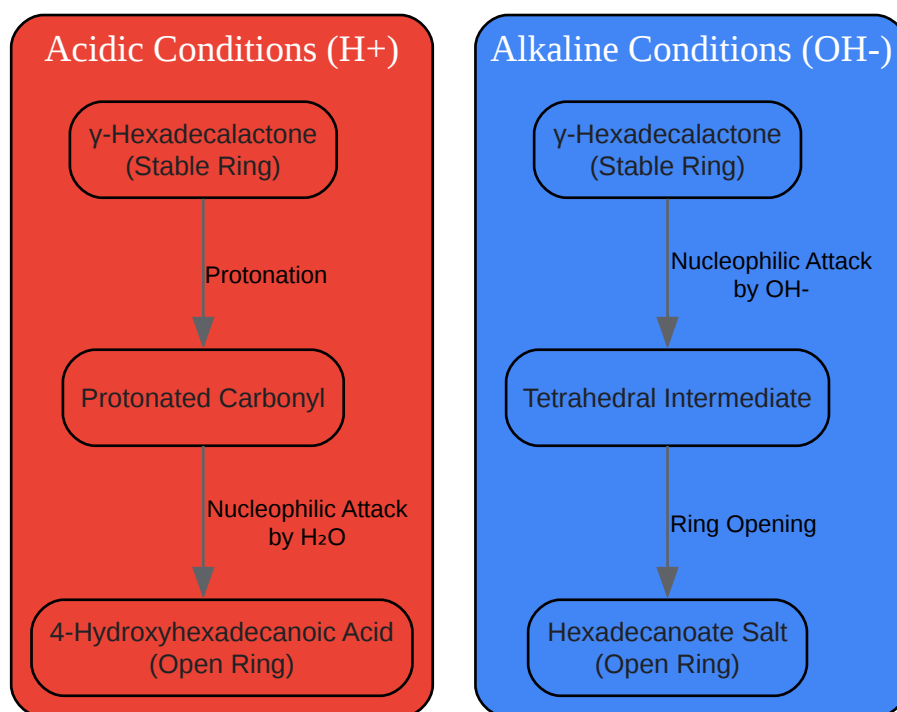 Acidic Conditions (H+)
γ-Hexadecalactone
(Stable Ring)
Protonation
Protonated Carbonyl
Nucleophilic Attack
by H₂O
4-Hydroxyhexadecanoic Acid
(Open Ring)
Alkaline Conditions (OH-)
γ-Hexadecalactone
(Stable Ring)
Nucleophilic Attack
by OH-
Tetrahedral Intermediate
Ring Opening
Hexadecanoate Salt
(Open Ring)